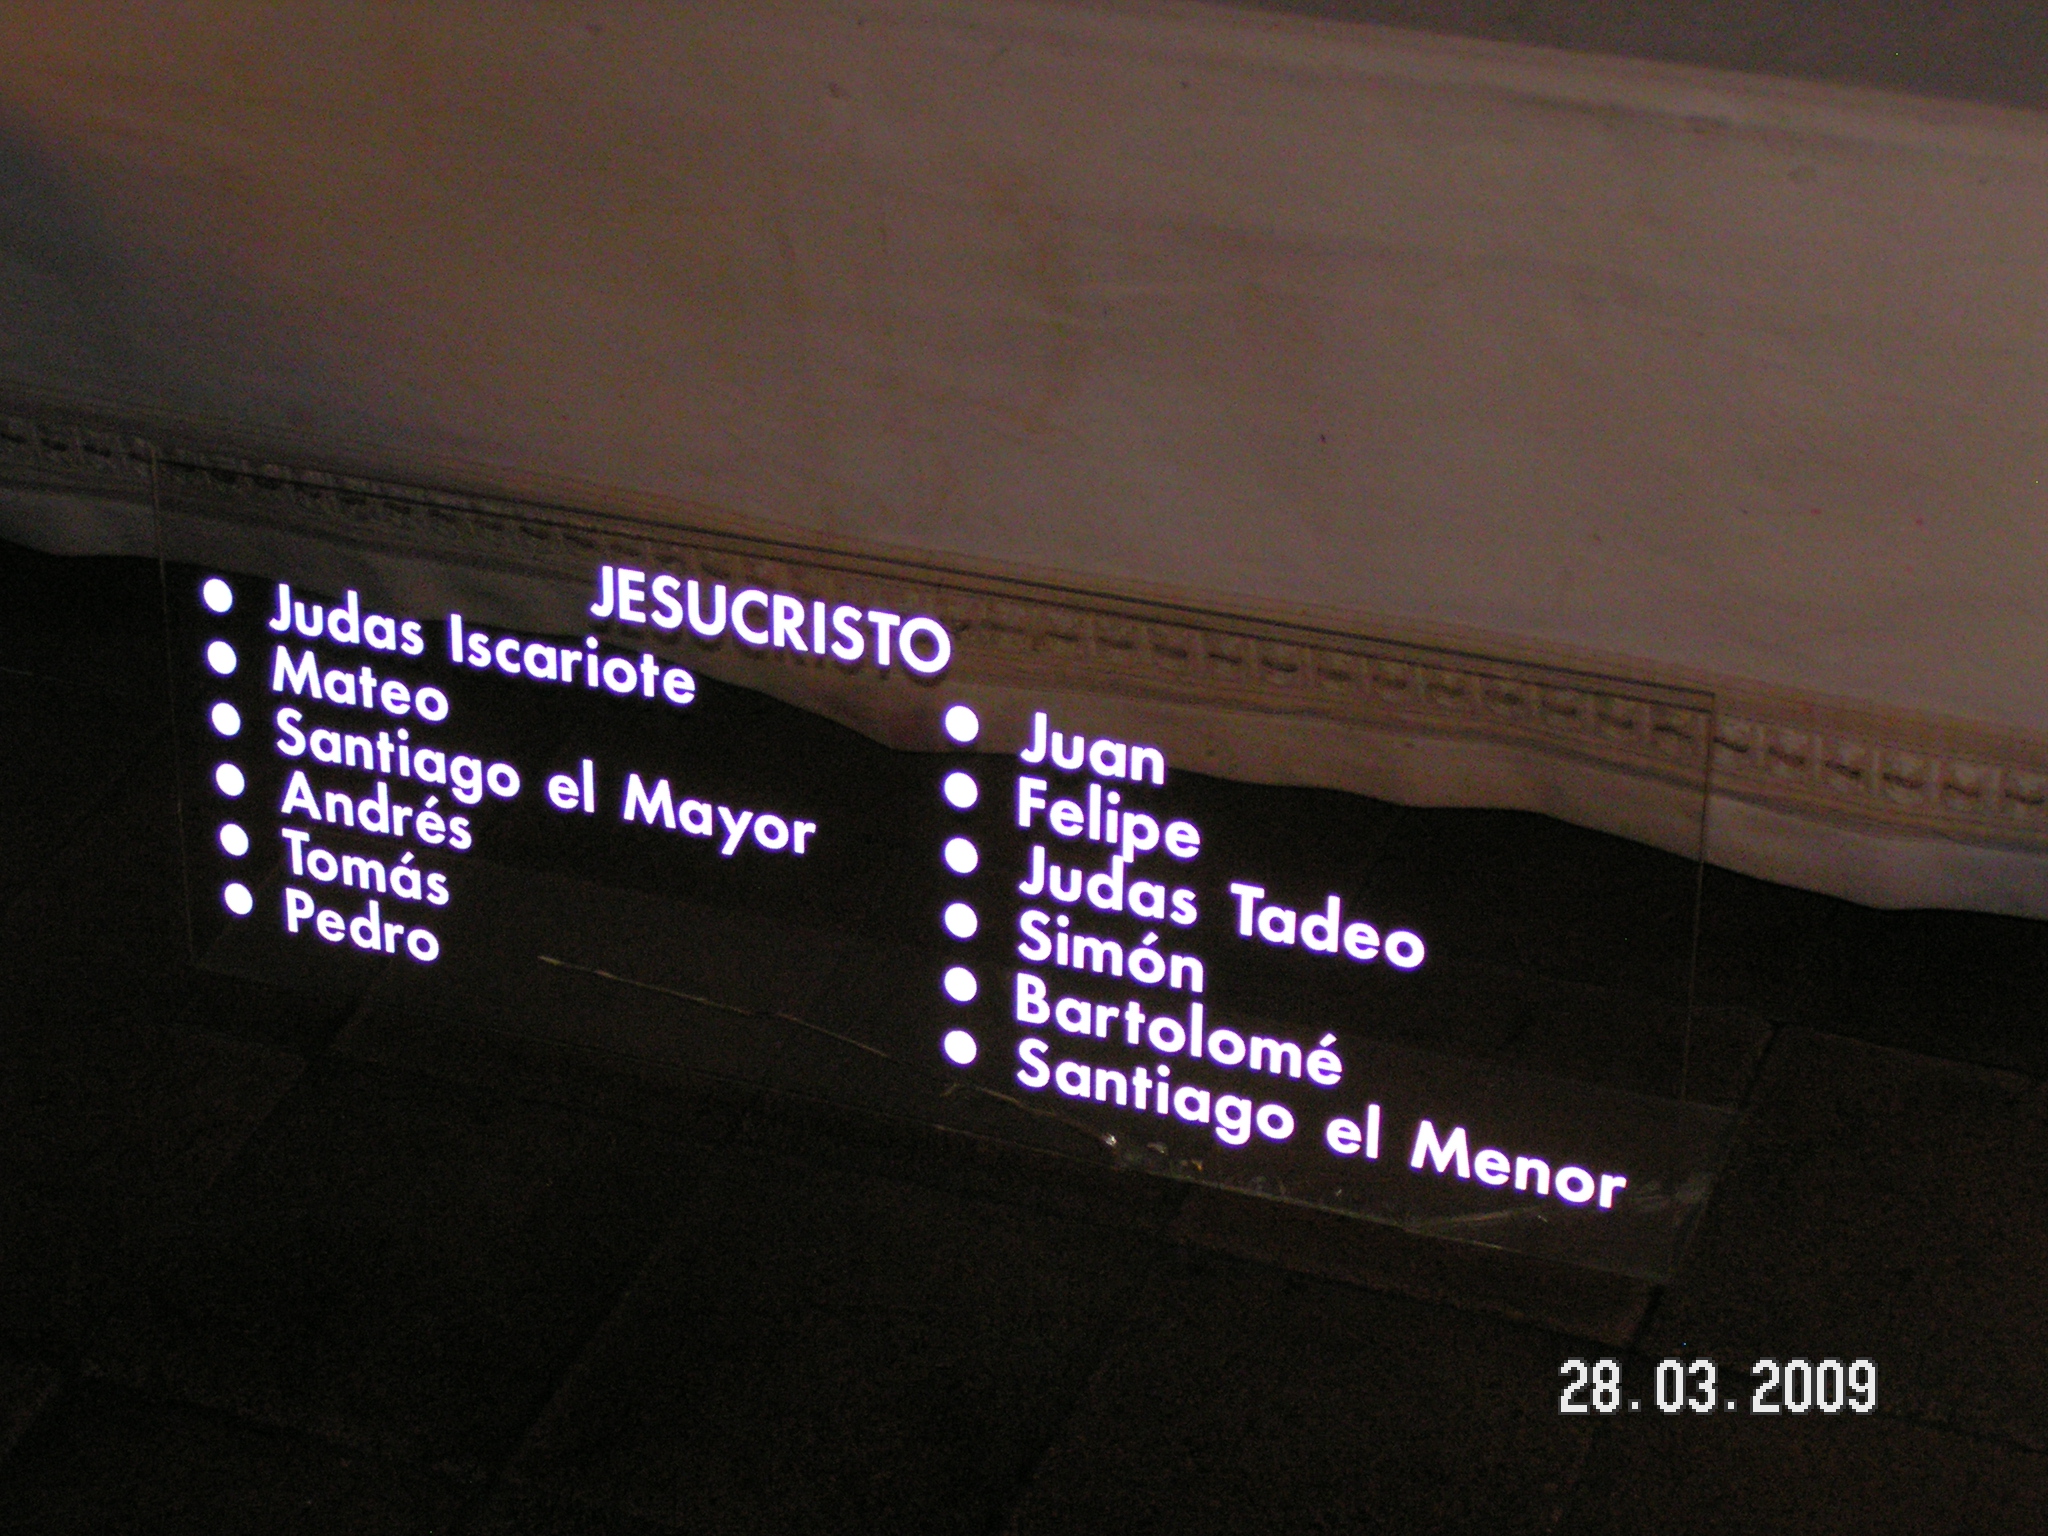 JESUCRISTO
Judas Iscariote
Mateo
Santiago el Mayor
Andrés
Tomás
Pedro
Juan
Felipe
Judas Tadeo
Simón
Bartolomé
Santiago el Menor
28.03.2009